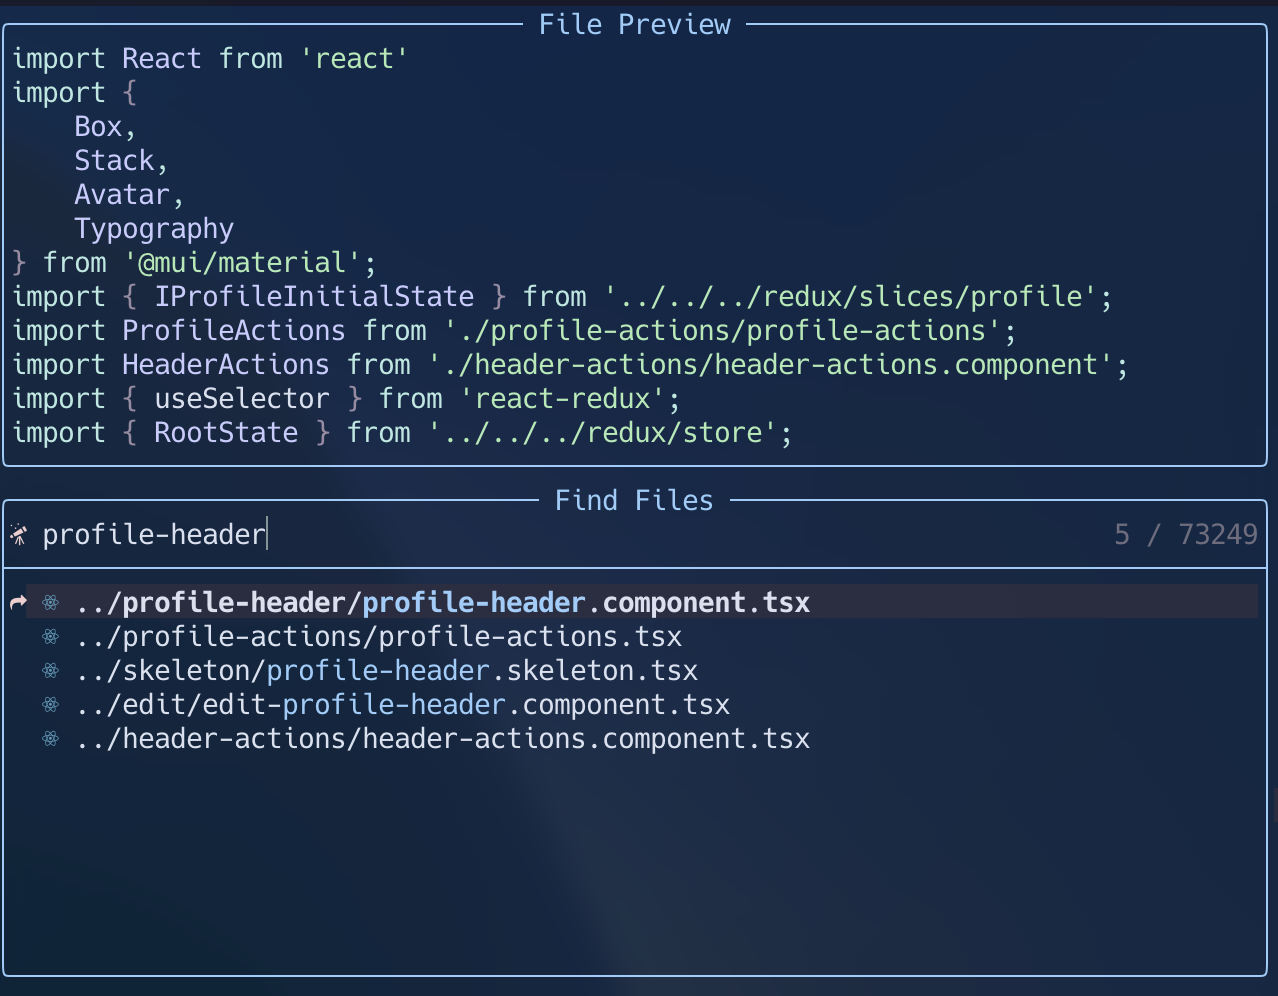 File Preview
import React from 'react'
import {
    Box,
    Stack,
    Avatar,
    Typography
} from '@mui/material';
import { IProfileInitialState } from '../../../redux/slices/profile';
import ProfileActions from './profile-actions/profile-actions';
import HeaderActions from './header-actions/header-actions.component';
import { useSelector } from 'react-redux';
import { RootState } from '../../../redux/store';
Find Files
profile-header 5 / 73249
../profile-header/profile-header.component.tsx
../profile-actions/profile-actions.tsx
../skeleton/profile-header.skeleton.tsx
../edit/edit-profile-header.component.tsx
../header-actions/header-actions.component.tsx